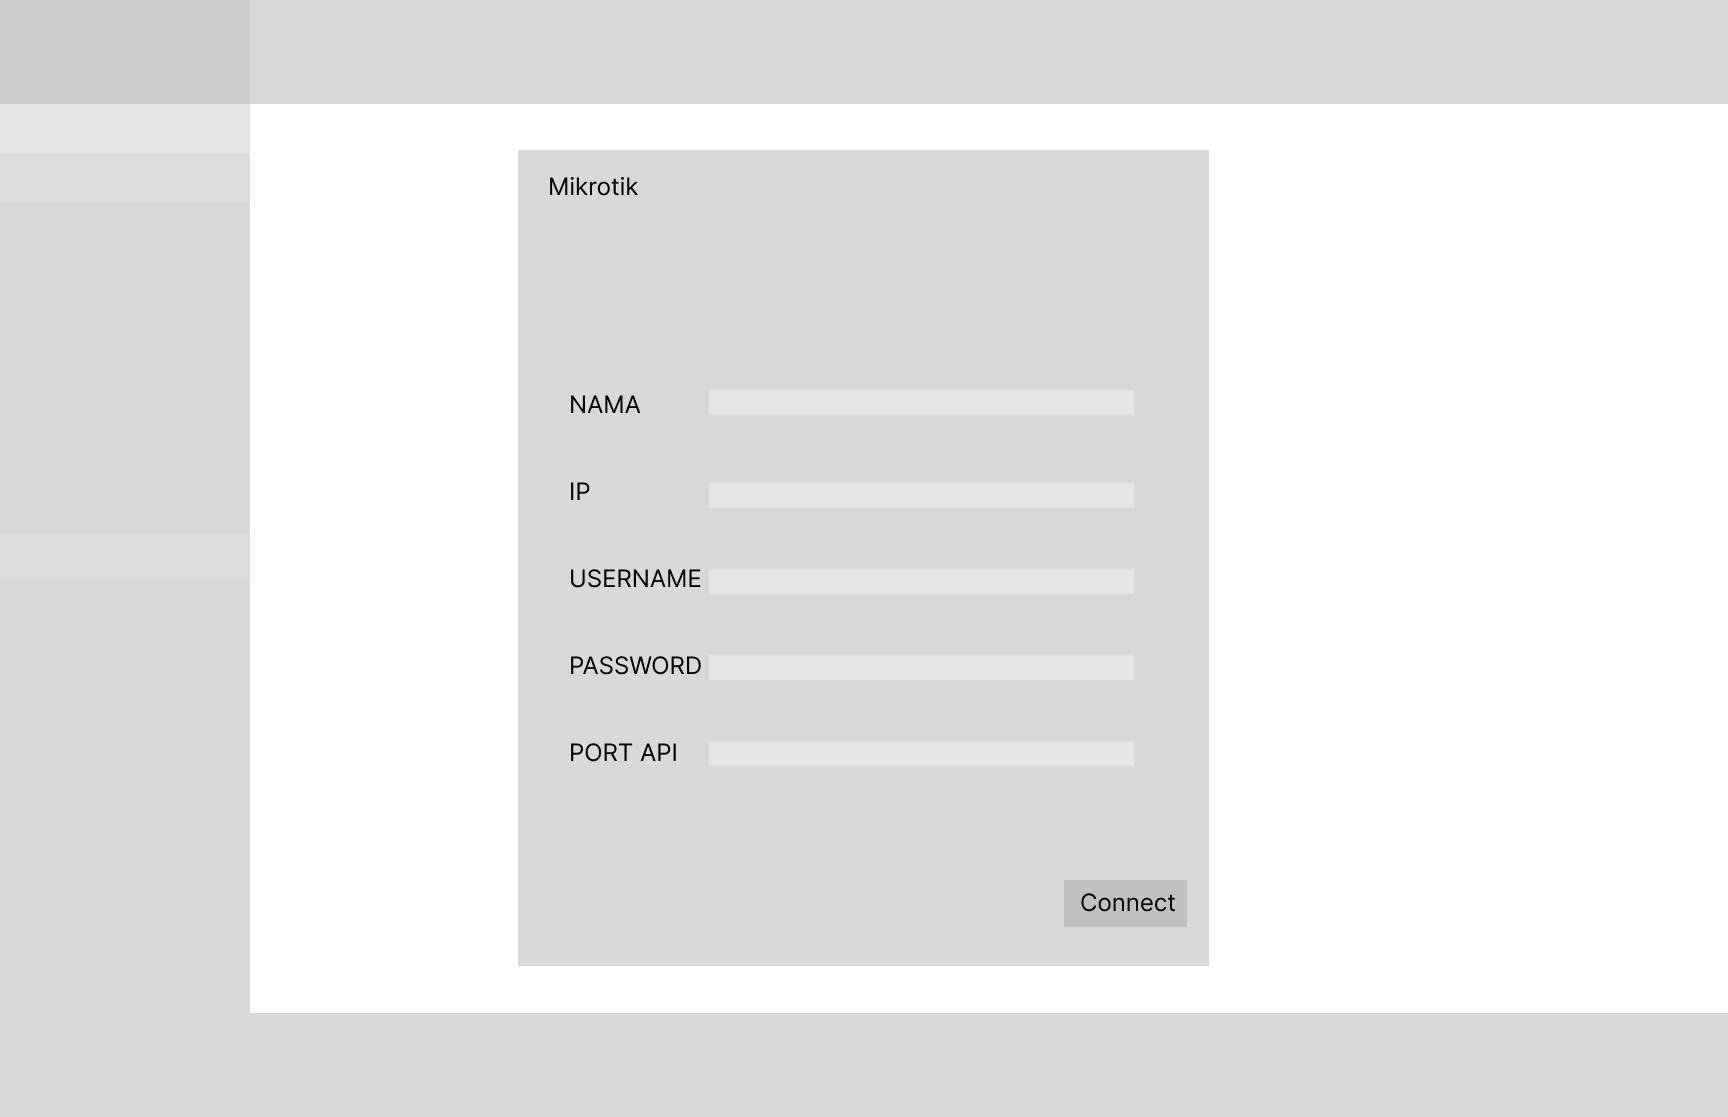 Mikrotik
NAMA
IP
USERNAME
PASSWORD
PORT API
Connect